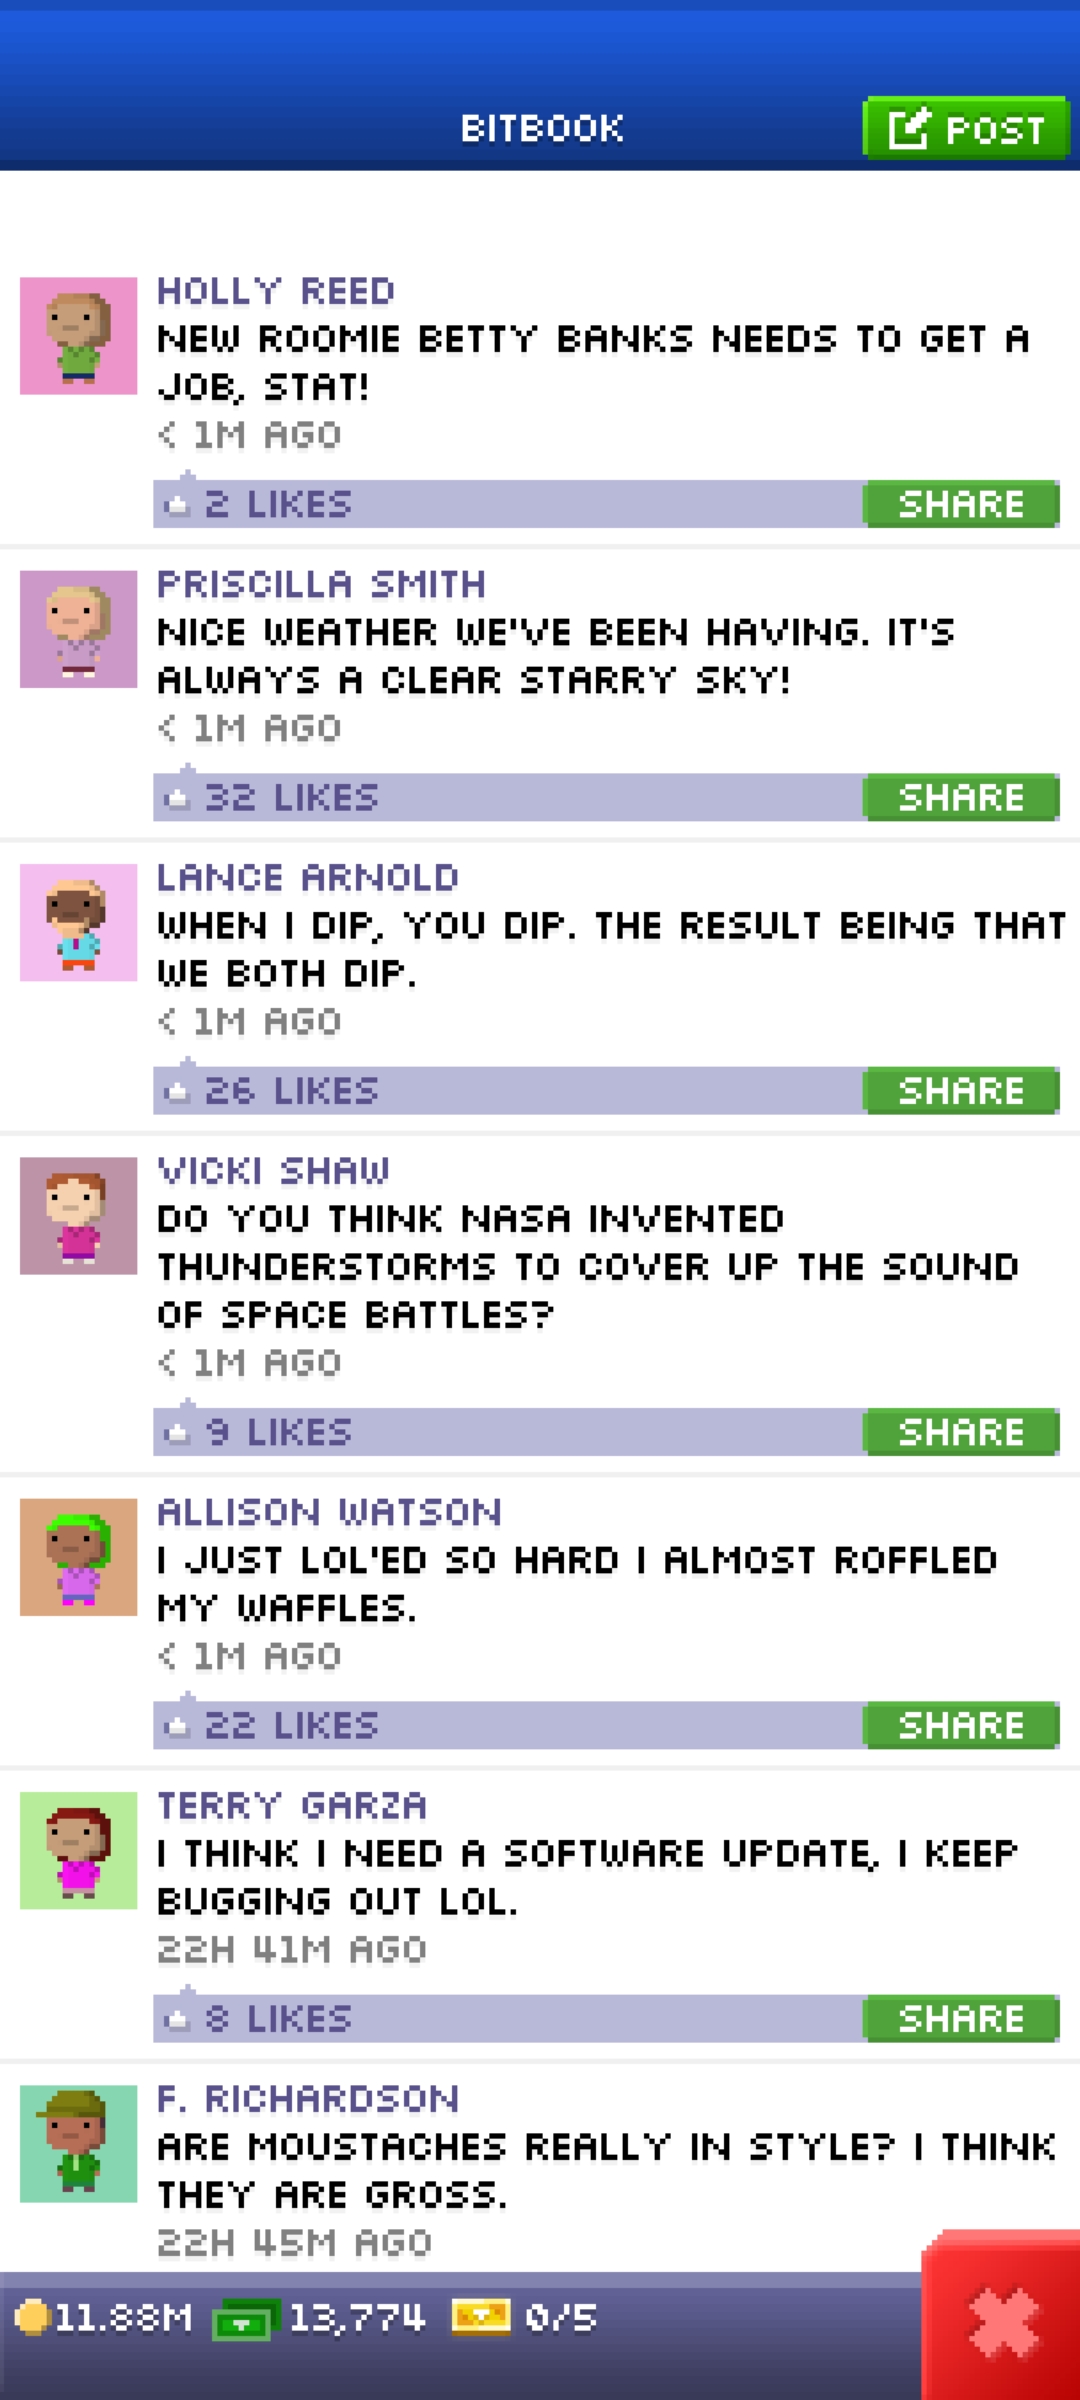 BITBOOK
POST
HOLLY REED
NEW ROOMIE BETTY BANKS NEEDS TO GET A
JOB, STAT!
< 1M AGO
2 LIKES
SHARE
PRISCILLA SMITH
NICE WEATHER WE'VE BEEN HAVING. IT'S
ALWAYS A CLEAR STARRY SKY!
< 1M AGO
32 LIKES
SHARE
LANCE ARNOLD
WHEN I DIP, YOU DIP. THE RESULT BEING THAT
WE BOTH DIP.
< 1M AGO
26 LIKES
SHARE
VICKI SHAW
DO YOU THINK NASA INVENTED
THUNDERSTORMS TO COVER UP THE SOUND
OF SPACE BATTLES?
< 1M AGO
9 LIKES
SHARE
ALLISON WATSON
I JUST LOL'ED SO HARD I ALMOST ROFFLED
MY WAFFLES.
< 1M AGO
22 LIKES
SHARE
TERRY GARZA
I THINK I NEED A SOFTWARE UPDATE, I KEEP
BUGGING OUT LOL.
22H 41M AGO
8 LIKES
SHARE
F. RICHARDSON
ARE MOUSTACHES REALLY IN STYLE? I THINK
THEY ARE GROSS.
22H 45M AGO
11.88M 13,774 0/5